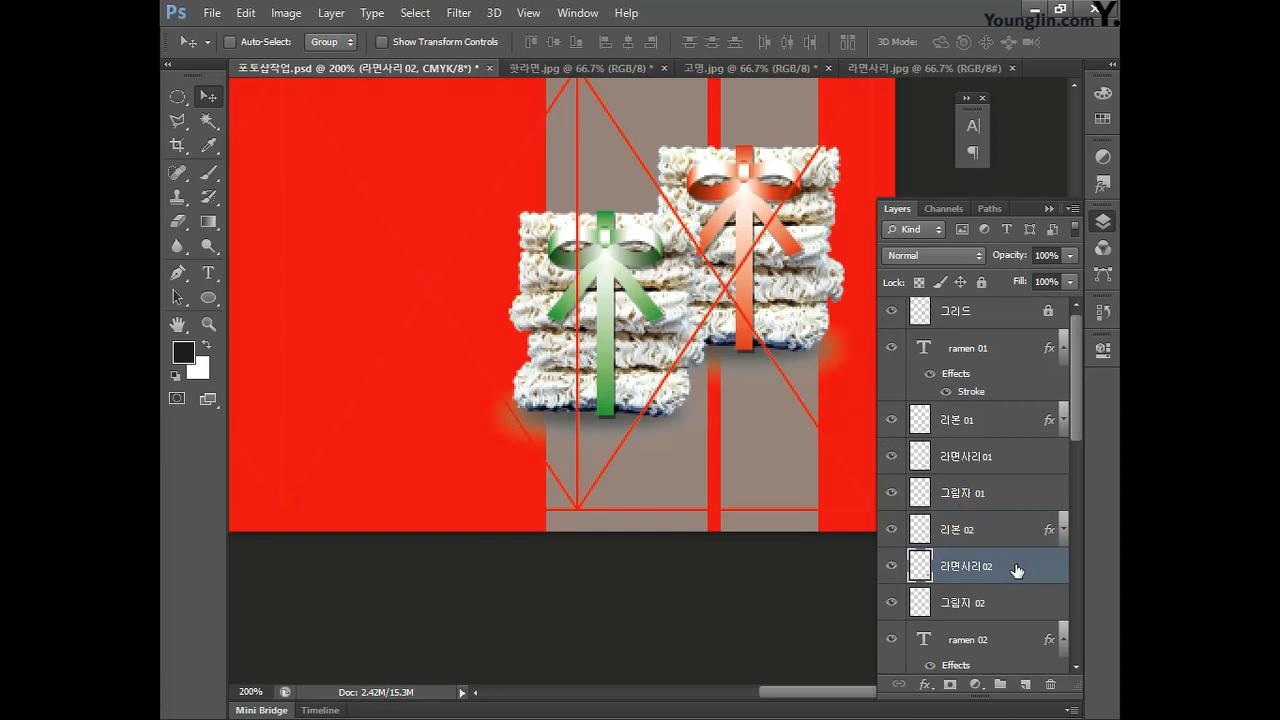 Ps File Edit Image Layer Type Select Filter 3D View Window Help
YoungJin.com Y.
Auto-Select: Group Show Transform Controls 3D Mode:
포토샵작업.psd @ 200% (라면사리 02, CMYK/8*) * × 핫라면.jpg @ 66.7% (RGB/8) * × 고명.jpg @ 66.7% (RGB/8) * × 라면사리.jpg @ 66.7% (RGB/8#) ×
Layers Channels Paths
Kind
Normal Opacity: 100%
Lock: Fill: 100%
그리드
ramen 01 fx
Effects
Stroke
리본 01 fx
라면사리01
그림자 01
리본 02 fx
라면사리02
그림자 02
ramen 02 fx
Effects
200% Doc: 2.42M/15.3M
Mini Bridge Timeline